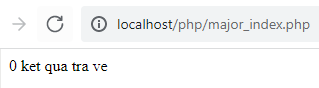 localhost/php/major_index.php
0 ket qua tra ve